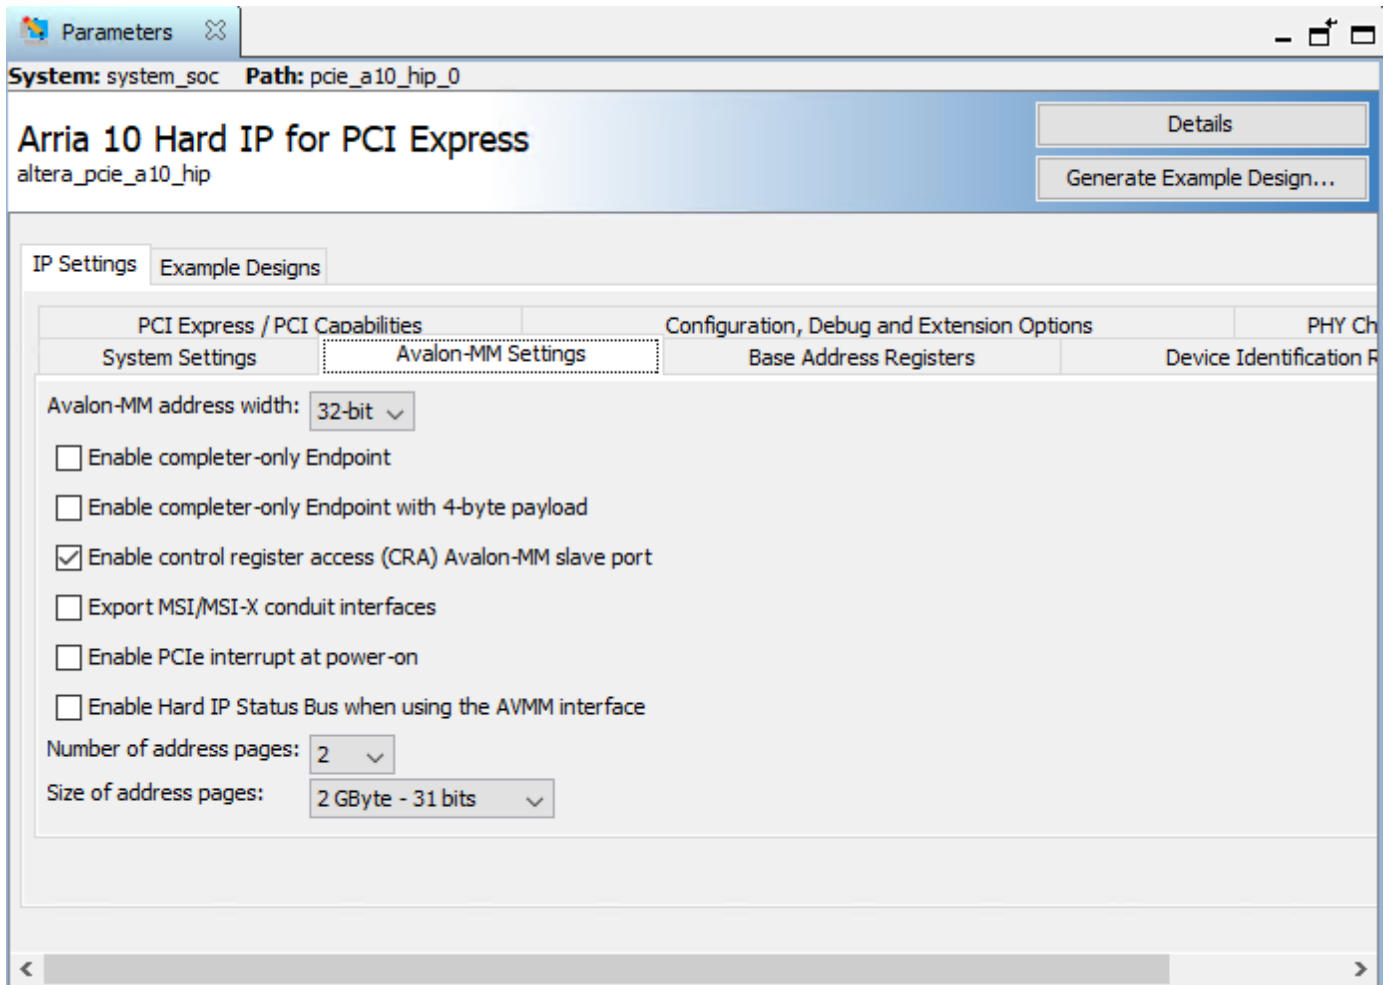 Parameters
System: system_soc Path: pcie_a10_hip_0
Arria 10 Hard IP for PCI Express
altera_pcie_a10_hip
Details
Generate Example Design...
IP Settings Example Designs
PCI Express / PCI Capabilities Configuration, Debug and Extension Options PHY Ch
System Settings Avalon-MM Settings Base Address Registers Device Identification R
Avalon-MM address width: 32-bit
Enable completer-only Endpoint
Enable completer-only Endpoint with 4-byte payload
Enable control register access (CRA) Avalon-MM slave port
Export MSI/MSI-X conduit interfaces
Enable PCIe interrupt at power-on
Enable Hard IP Status Bus when using the AVMM interface
Number of address pages: 2
Size of address pages: 2 GByte - 31 bits